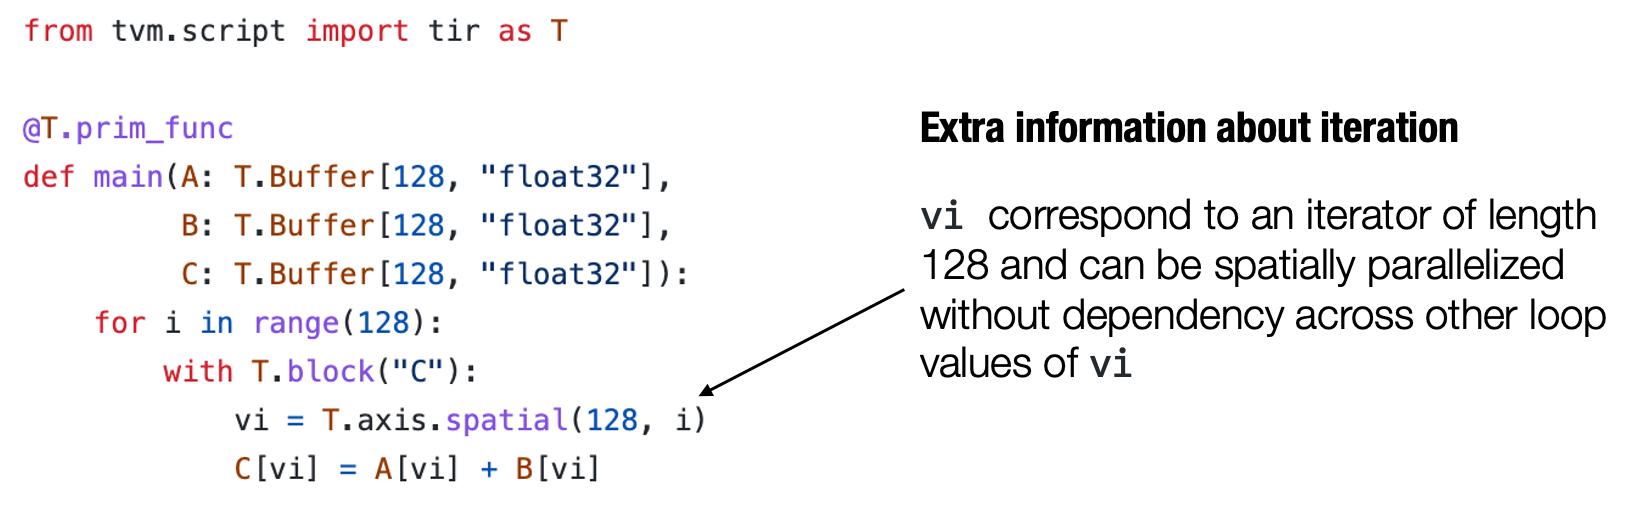 from tvm.script import tir as T
@T.prim_func
def main(A: T.Buffer[128, "float32"],
         B: T.Buffer[128, "float32"],
         C: T.Buffer[128, "float32"]):
    for i in range(128):
        with T.block("C"):
            vi = T.axis.spatial(128, i)
            C[vi] = A[vi] + B[vi]
Extra information about iteration
vi correspond to an iterator of length
128 and can be spatially parallelized
without dependency across other loop
values of vi